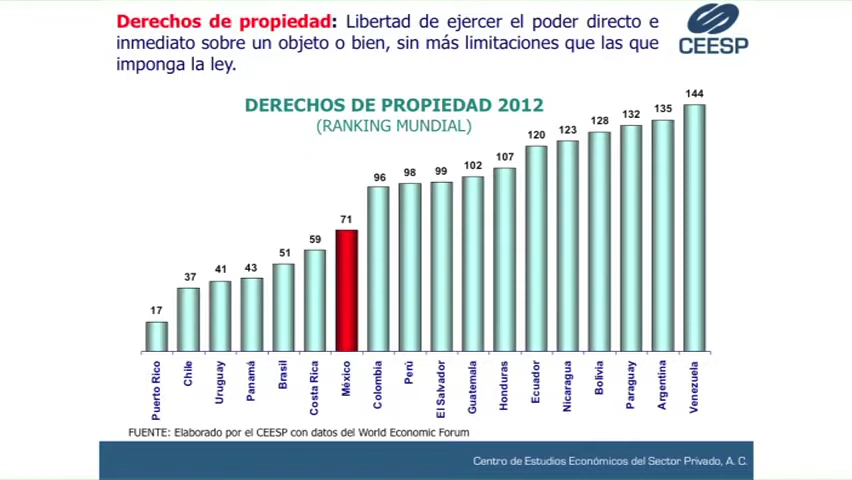 Derechos de propiedad: Libertad de ejercer el poder directo e
inmediato sobre un objeto o bien, sin más limitaciones que las que
imponga la ley.
CEESP
DERECHOS DE PROPIEDAD 2012
(RANKING MUNDIAL)
17
37
41
43
51
59
71
96
98
99
102
107
120
123
128
132
135
144
Puerto Rico
Chile
Uruguay
Panamá
Brasil
Costa Rica
México
Colombia
Perú
El Salvador
Guatemala
Honduras
Ecuador
Nicaragua
Bolivia
Paraguay
Argentina
Venezuela
FUENTE: Elaborado por el CEESP con datos del World Economic Forum
Centro de Estudios Económicos del Sector Privado, A. C.